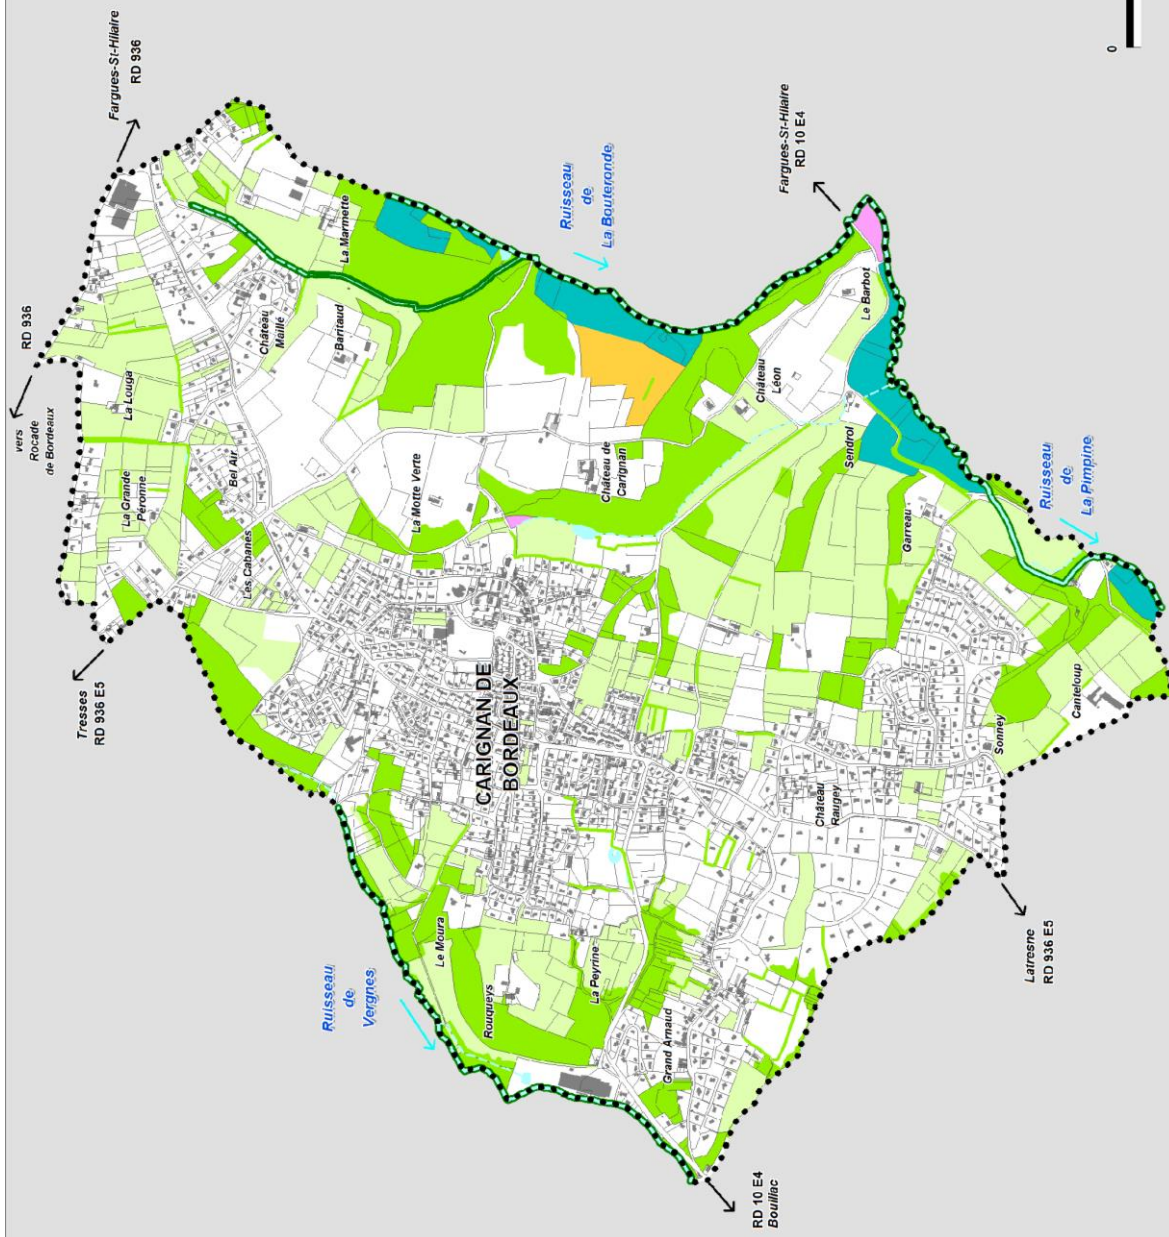 vers
Rocade
de Bordeaux
RD 936
Fargues-St-Hilaire
RD 936
Tresses
RD 936 E5
La Louga
La Grande
Péronne
Bel Air
Les Cabanes
Château
Maillé
La Marmette
Baritaud
La Motte Verte
Ruisseau
de
La Bouteronde
Fargues-St-Hilaire
RD 10 E4
0
Château de
Carignan
Château
Léon
Le Barbot
Sendrol
Garreau
Ruisseau
de
La Pimpine
CARIGNAN DE
BORDEAUX
Ruisseau
de
Vergnes
Le Moura
Rouqueys
La Peyrine
Grand Arnaud
Château
Raugey
Sonney
Canteloup
Latresne
RD 936 E5
RD 10 E4
Bouillac